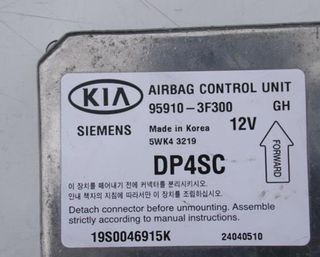 KIA AIRBAG CONTROL UNIT
95910-3F300 GH
SIEMENS Made in Korea 12V
5WK4 3219
FORWARD
DP4SC
이 장치를 떼어내기 전에 커넥터를 분리시키시오.
안내 책자의 지침에 따라서 이 장치를 조립하십시오.
Detach connector before unmounting. Assemble
strictly according to manual instructions.
19S0046915K 24040510